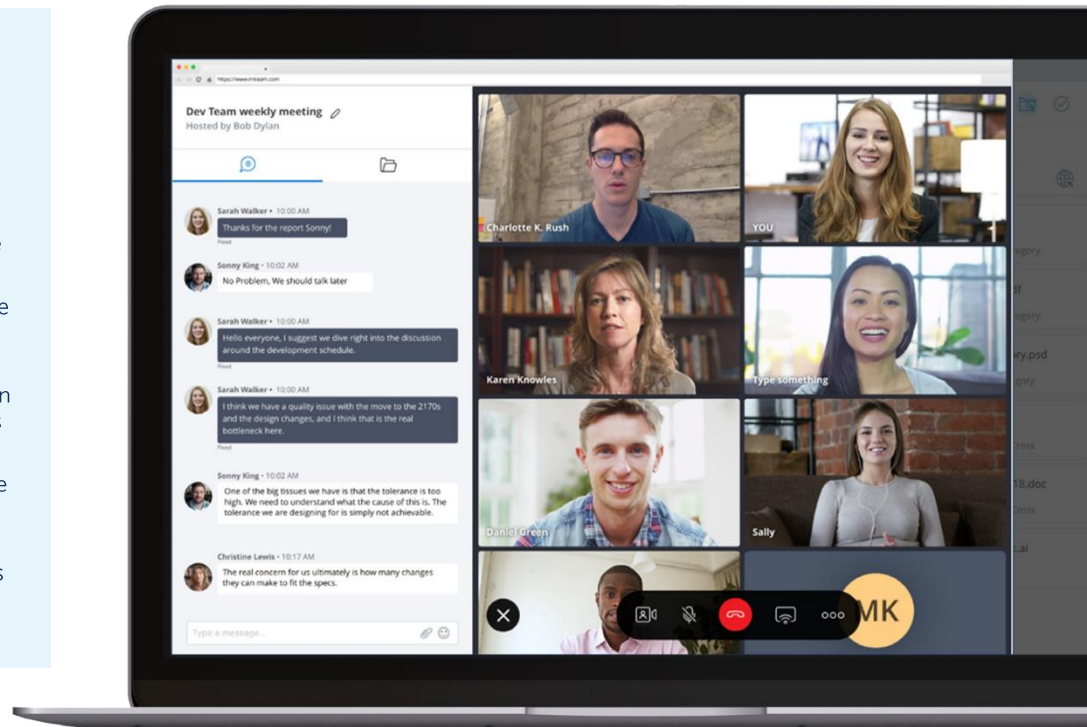 https://www.miteam.com
Dev Team weekly meeting
Hosted by Bob Dylan
Sarah Walker • 10:00 AM
Thanks for the report Sonny!
Read
Sonny King • 10:02 AM
No Problem, We should talk later
Sarah Walker • 10:00 AM
Hello everyone, I suggest we dive right into the discussion
around the development schedule.
Read
Sarah Walker • 10:00 AM
I think we have a quality issue with the move to the 2170s
and the design changes, and I think that is the real
bottleneck here.
Read
Sonny King • 10:02 AM
One of the big tissues we have is that the tolerance is too
high. We need to understand what the cause of this is. The
tolerance we are designing for is simply not achievable.
Christine Lewis • 10:17 AM
The real concern for us ultimately is how many changes
they can make to fit the specs.
Type a message...
Charlotte K. Rush
YOU
Karen Knowles
Type something
Daniel Green
Sally
MK
egory
df
egory
ory.psd
egory
Cross
18.doc
Cross
t.ai